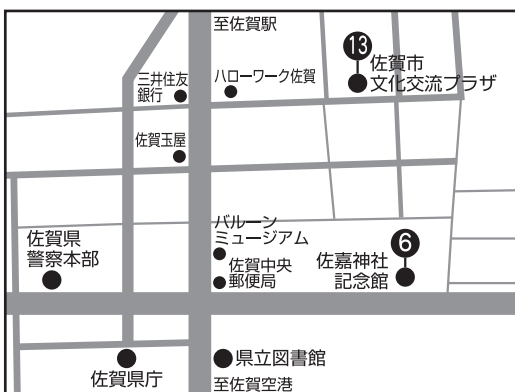 至佐賀駅
13
佐賀市
文化交流プラザ
三井住友
銀行
ハローワーク佐賀
佐賀玉屋
バルーン
ミュージアム
佐賀県
警察本部
佐賀中央
郵便局
6
佐嘉神社
記念館
佐賀県庁
県立図書館
至佐賀空港